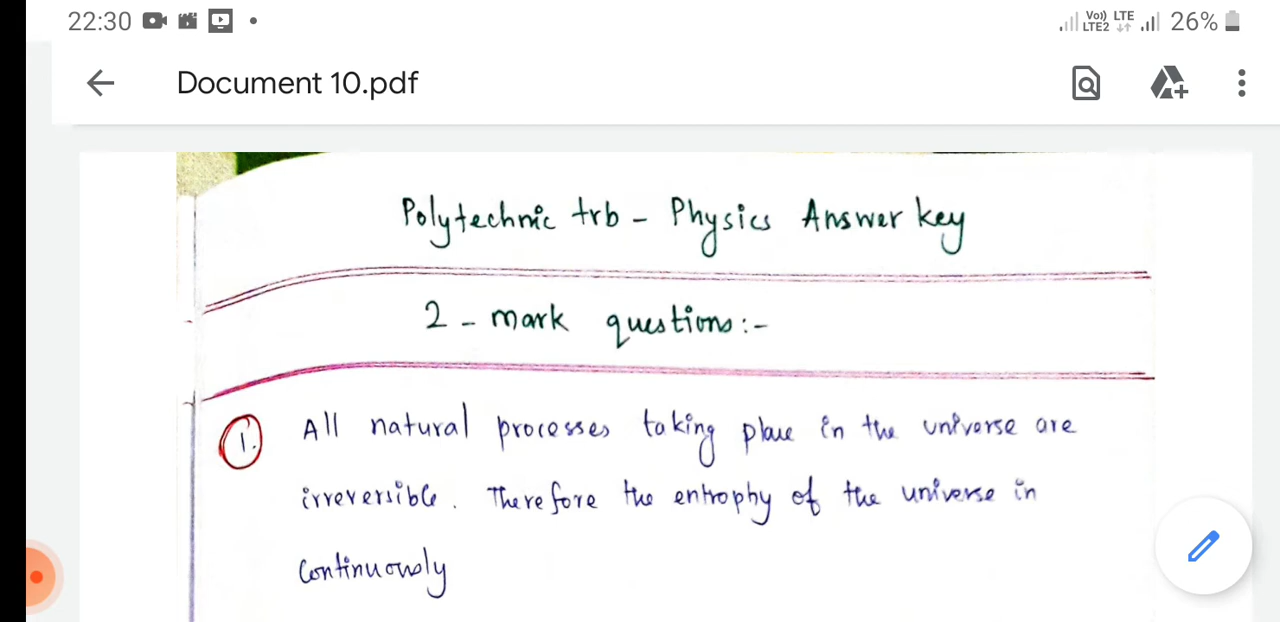 22:30
Vo)) LTE
LTE2
26%
Document 10.pdf
Polytechnic trb - Physics Answer key
2 - mark questions :-
1. All natural processes taking place in the universe are
irreversible. Therefore the entrophy of the universe in
continuously